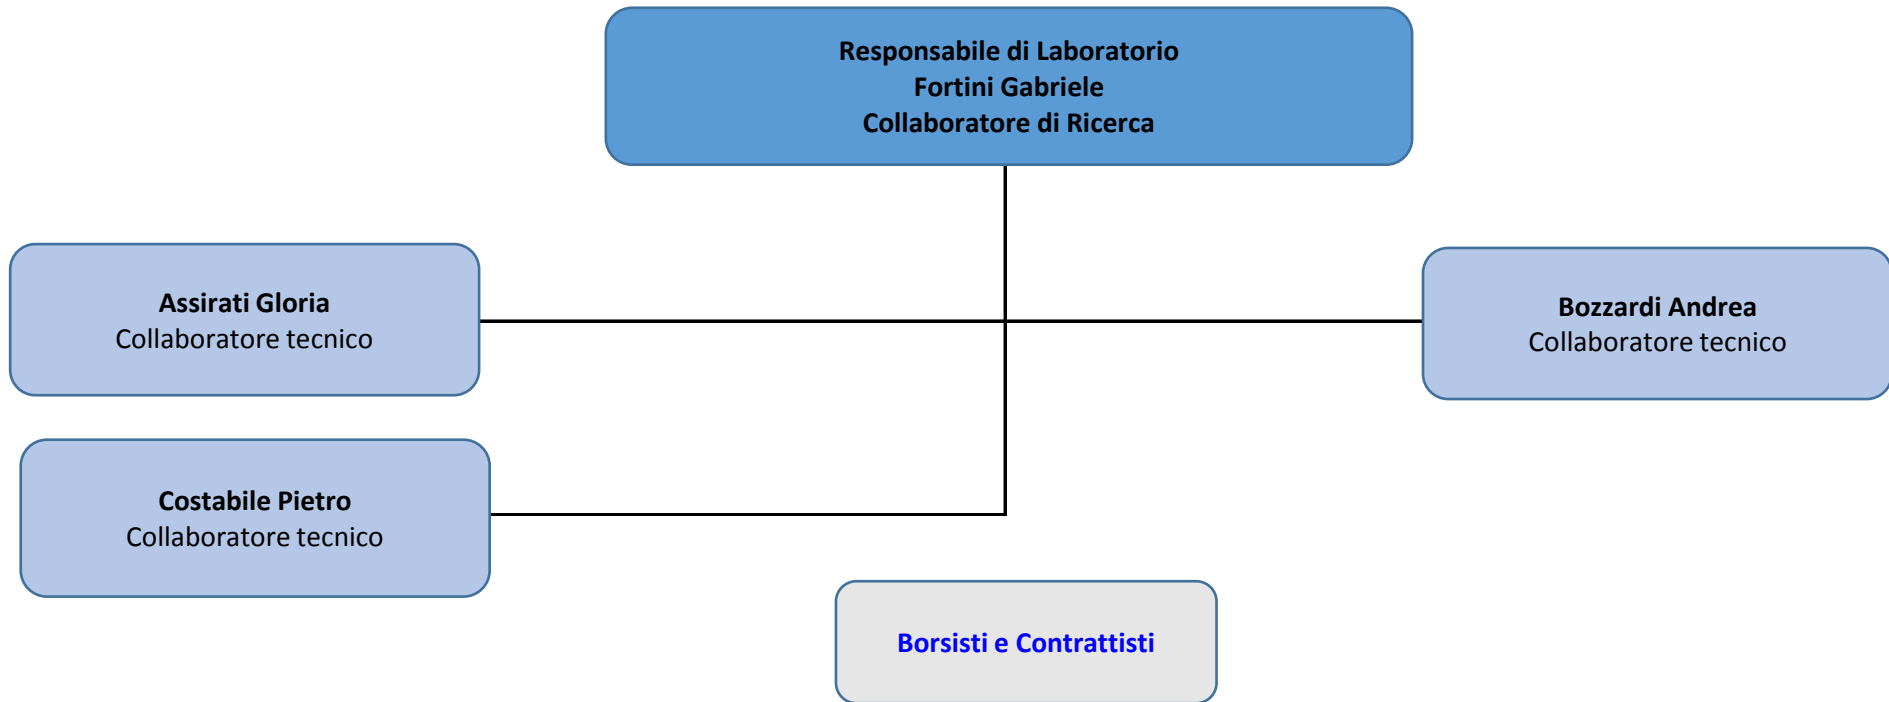 Responsabile di Laboratorio
Fortini Gabriele
Collaboratore di Ricerca
Assirati Gloria
Collaboratore tecnico
Bozzardi Andrea
Collaboratore tecnico
Costabile Pietro
Collaboratore tecnico
Borsisti e Contrattisti